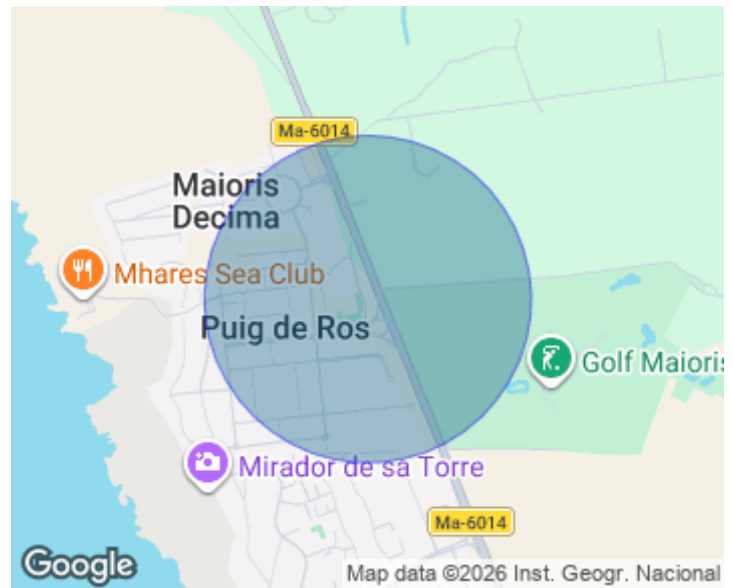 Ma-6014
Maioris
Decima
Mhares Sea Club
Puig de Ros
Golf Maioris
Mirador de sa Torre
Ma-6014
Google
Map data ©2026 Inst. Geogr. Nacional